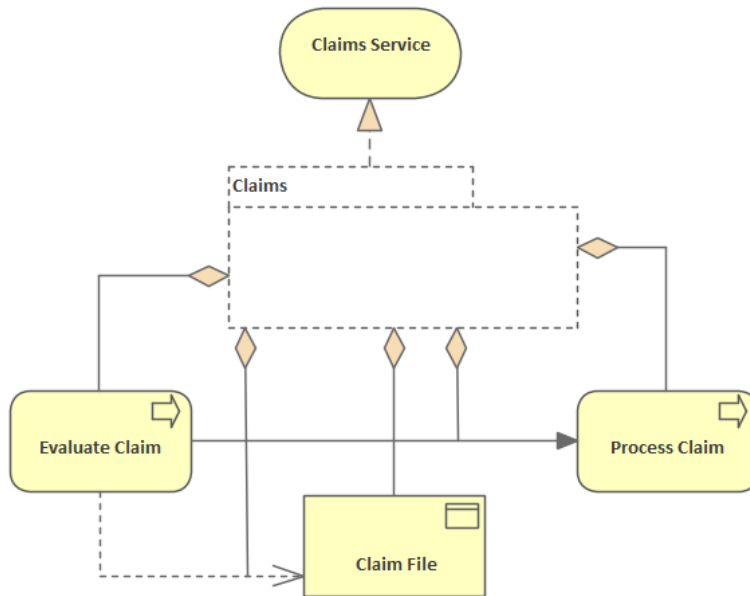 Claims Service
Claims
Evaluate Claim
Process Claim
Claim File